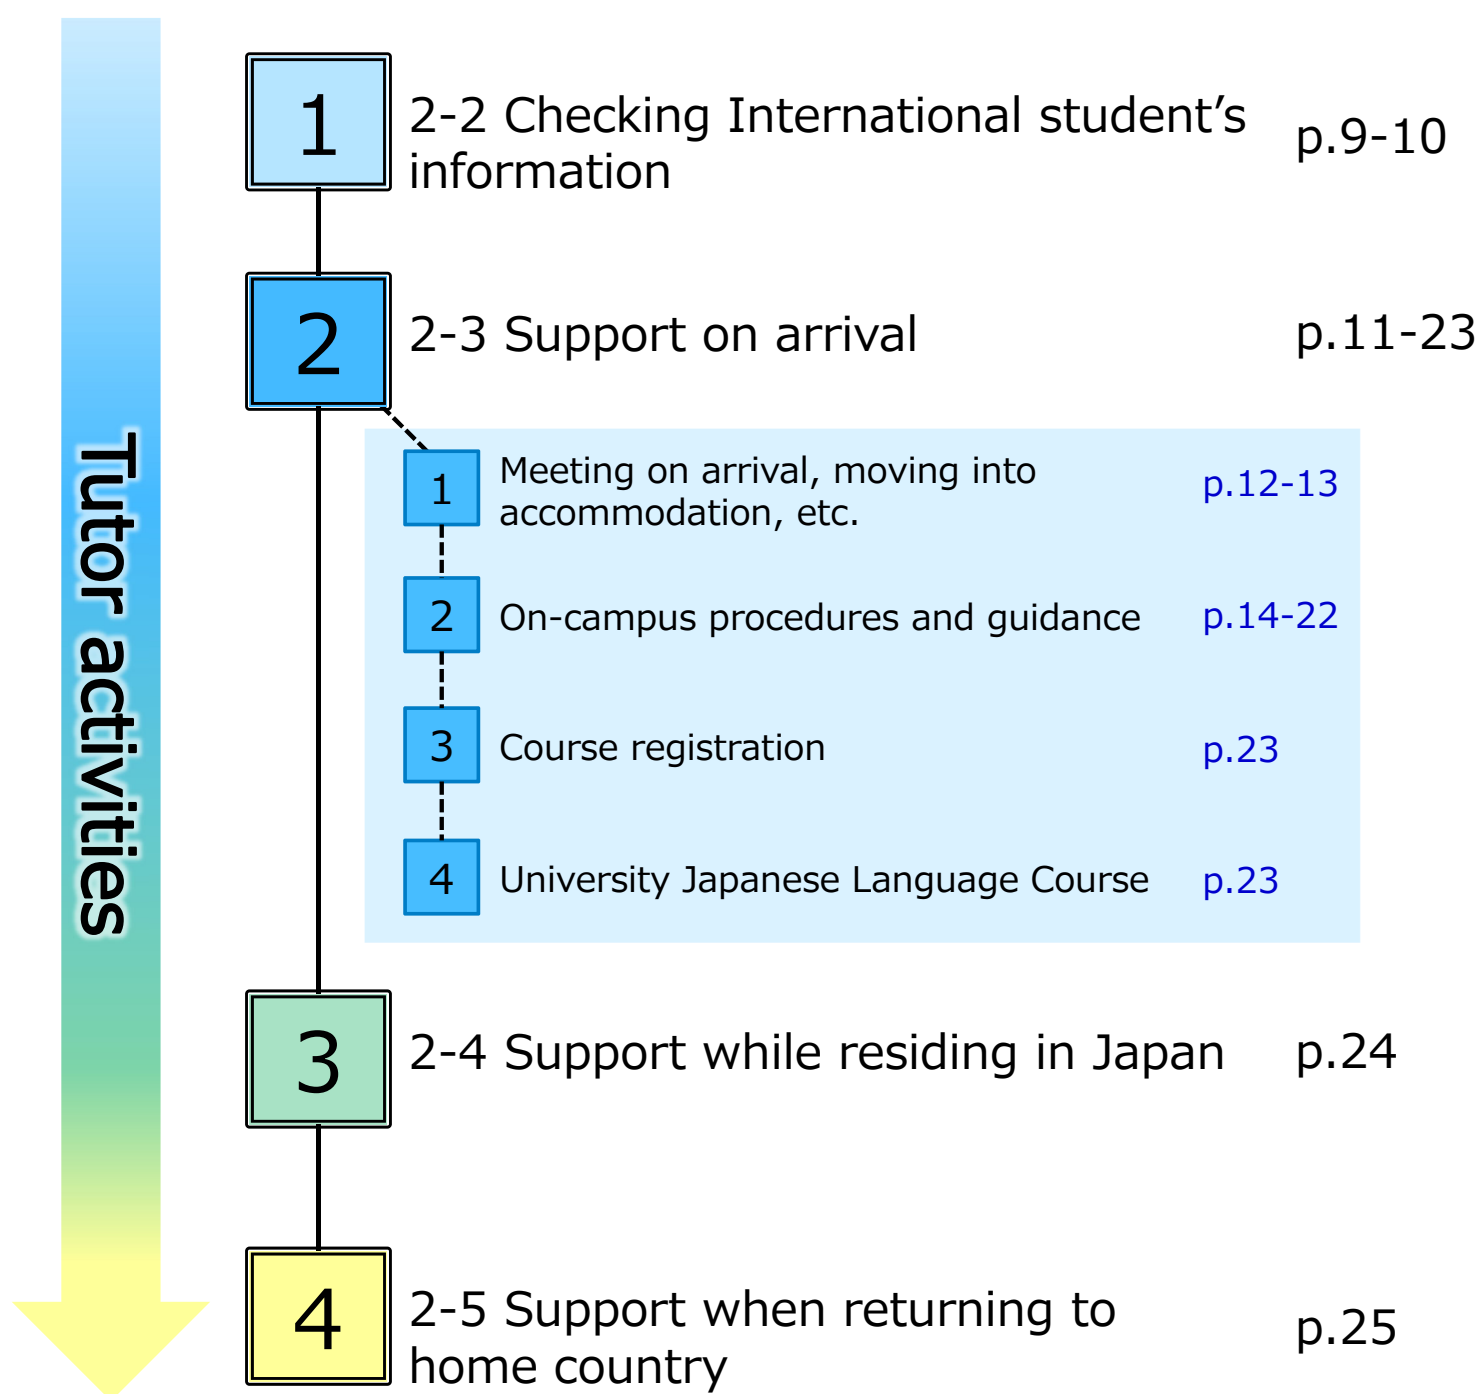 Tutor activities
1
2-2 Checking International student’s
information
p.9-10
2
2-3 Support on arrival
p.11-23
1
Meeting on arrival, moving into
accommodation, etc.
p.12-13
2
On-campus procedures and guidance
p.14-22
3
Course registration
p.23
4
University Japanese Language Course
p.23
3
2-4 Support while residing in Japan
p.24
4
2-5 Support when returning to
home country
p.25